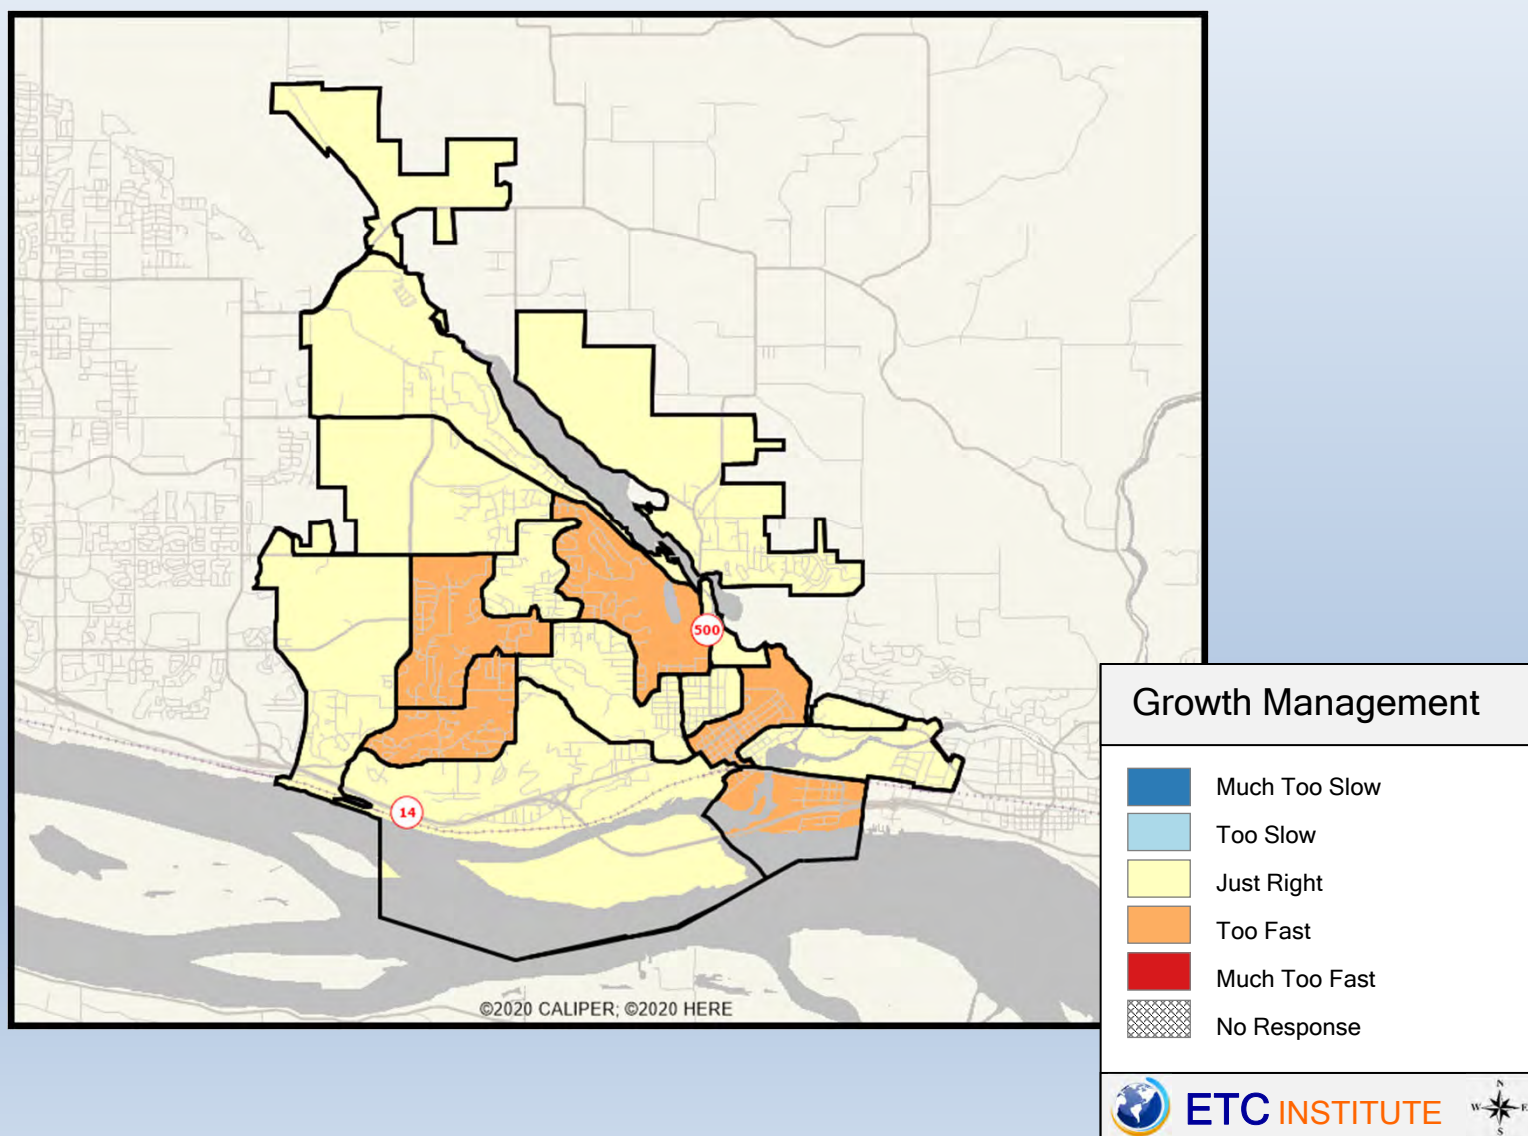 500
14
©2020 CALIPER; ©2020 HERE
Growth Management
Much Too Slow
Too Slow
Just Right
Too Fast
Much Too Fast
No Response
ETC INSTITUTE
N
W E
S